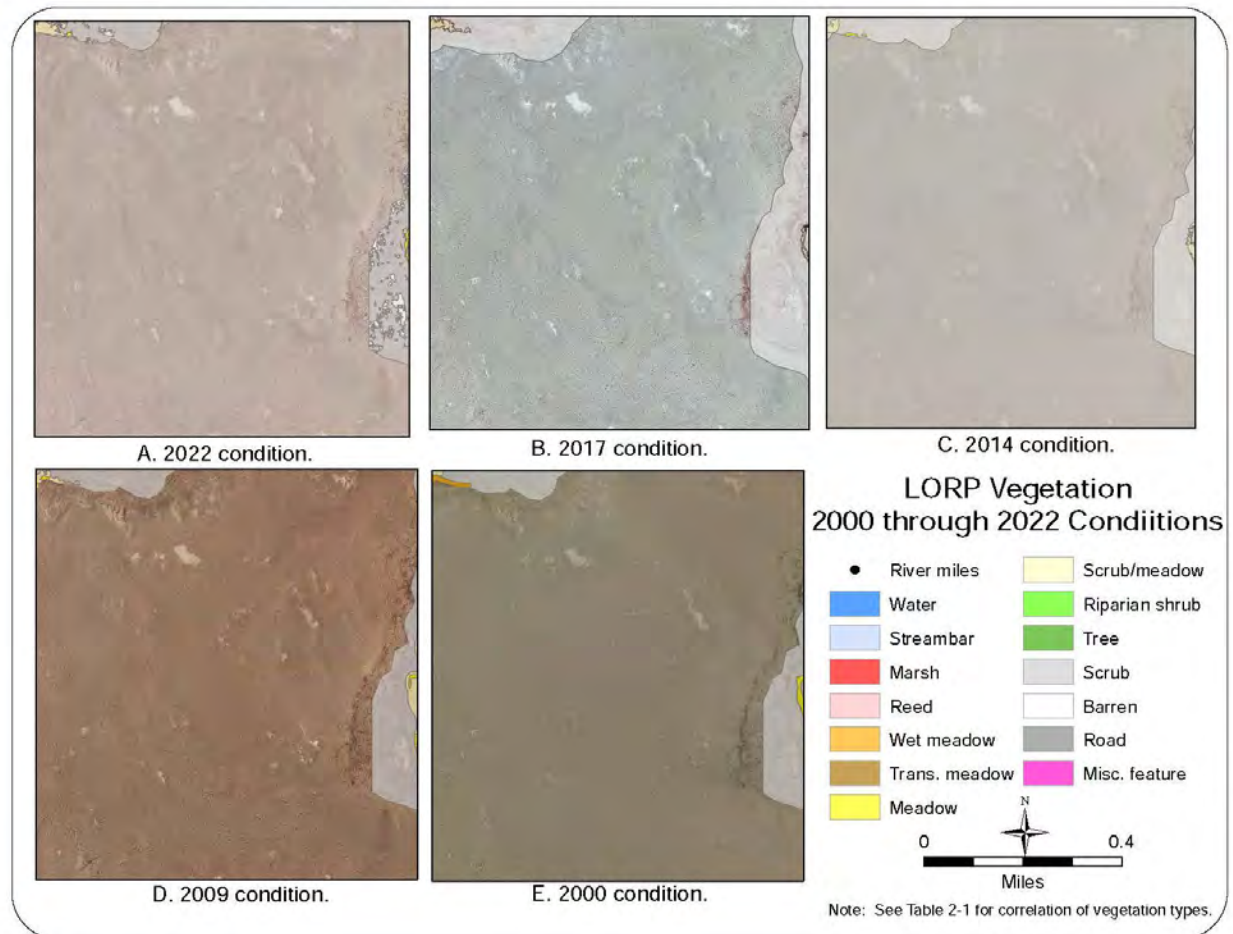 A. 2022 condition.
B. 2017 condition.
C. 2014 condition.
LORP Vegetation
2000 through 2022 Condiitions
River miles
Water
Streambar
Marsh
Reed
Wet meadow
Trans. meadow
Meadow
Scrub/meadow
Riparian shrub
Tree
Scrub
Barren
Road
Misc. feature
N
0 0.4
Miles
Note: See Table 2-1 for correlation of vegetation types.
D. 2009 condition.
E. 2000 condition.